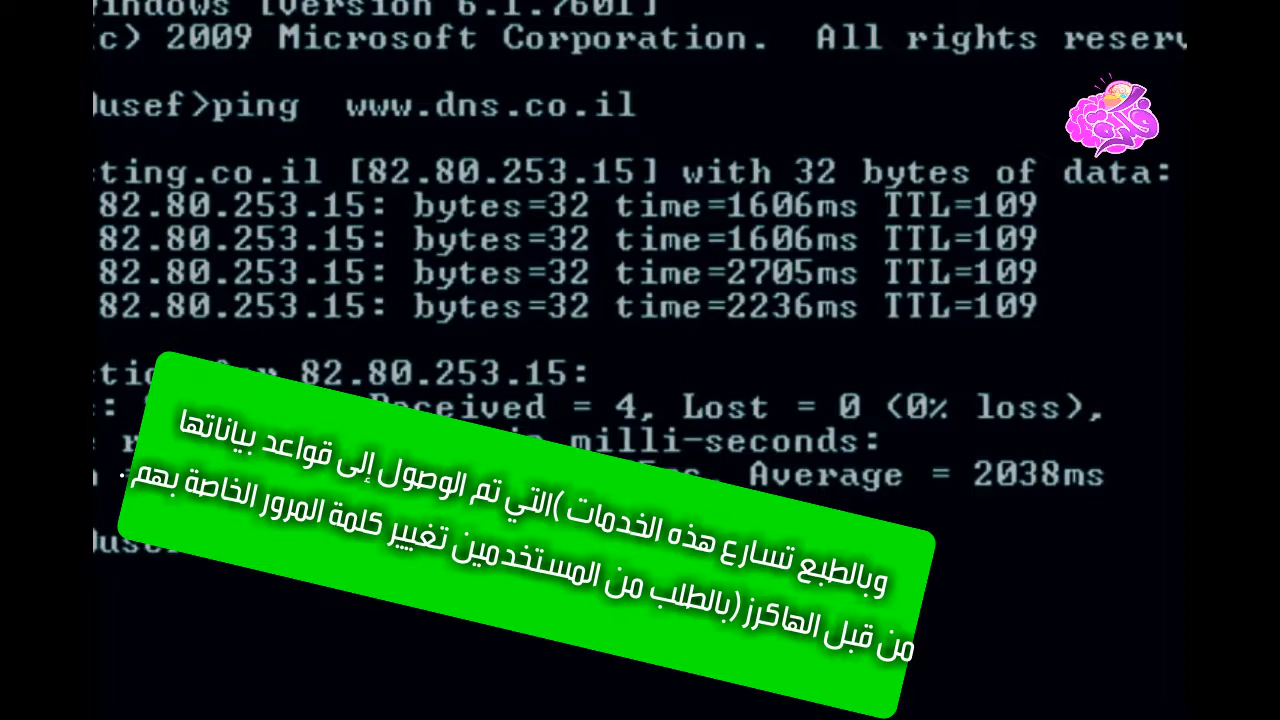 indows [Version 6.1.7601]
(c) 2009 Microsoft Corporation. All rights reserv
usef>ping www.dns.co.il
ting.co.il [82.80.253.15] with 32 bytes of data:
82.80.253.15: bytes=32 time=1606ms TTL=109
82.80.253.15: bytes=32 time=1606ms TTL=109
82.80.253.15: bytes=32 time=2705ms TTL=109
82.80.253.15: bytes=32 time=2236ms TTL=109
82.80.253.15:
Received = 4, Lost = 0 (0% loss),
milli-seconds:
Average = 2038ms
وبالطبع تسارع هذه الخدمات )التي تم الوصول إلى قواعد بياناتها
من قبل الهاكرز (بالطلب من المستخدمين تغيير كلمة المرور الخاصة بهم .